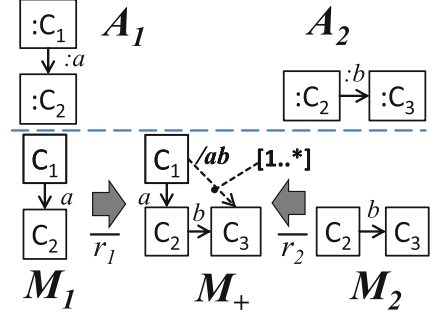 :C₁ A₁ A₂
:a
:b
:C₂ :C₂ :C₃
C₁ C₁ /ab [1..*]
a a b b
C₂ r₁ C₂ C₃ r₂ C₂ C₃
M₁ M₊ M₂